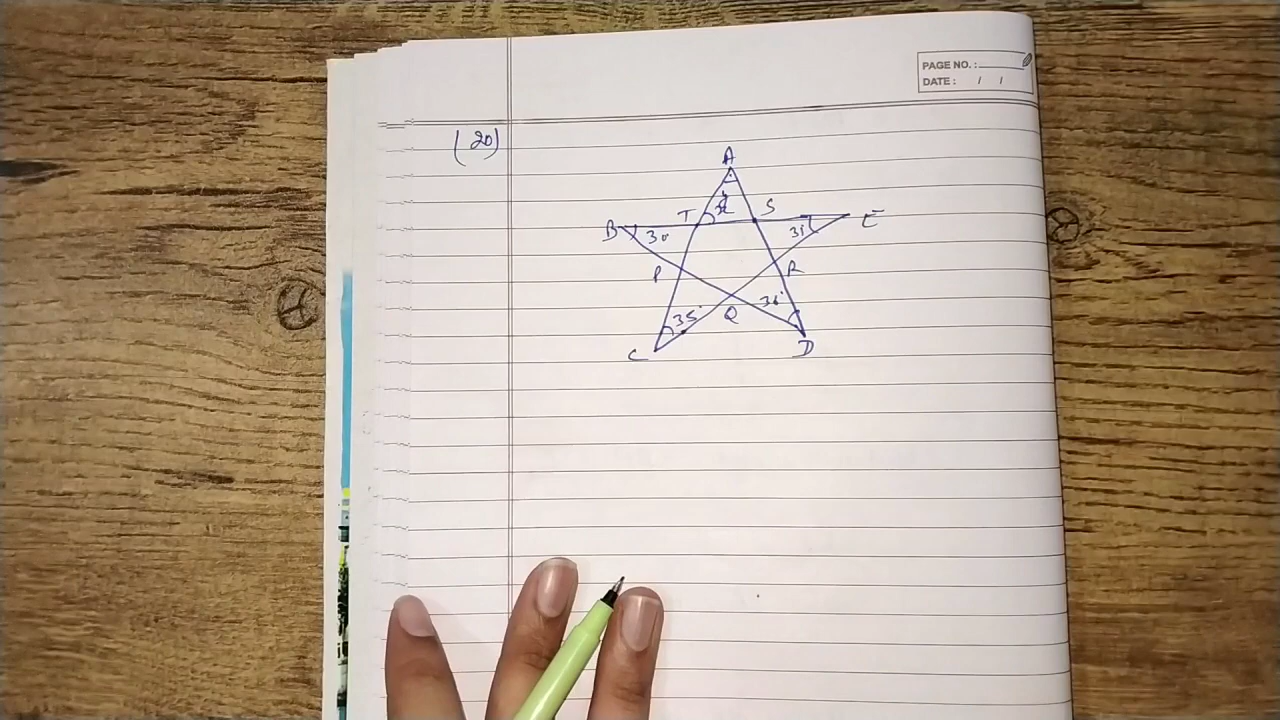 PAGE NO. :
DATE : / /
(20)
A
T S
B E
30 31°
P R
35° 36°
Q
C D